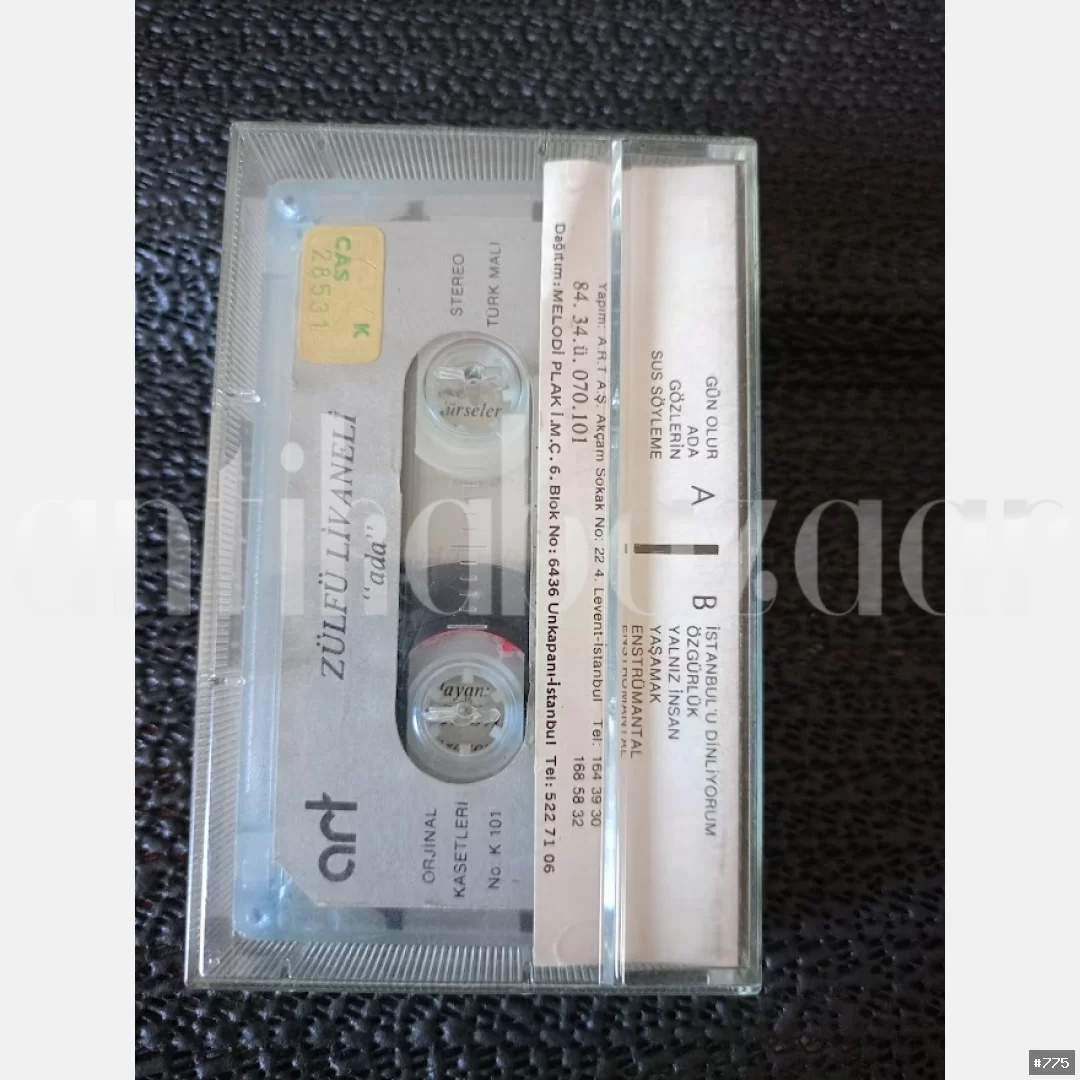 GÜN OLUR
ADA
GÖZLERİN
SUS SÖYLEME
A
B
İSTANBUL'U DİNLİYORUM
ÖZGÜRLÜK
YALNIZ İNSAN
YAŞAMAK
ENSTRÜMANTAL
Yapım: A.R.T A.Ş. Akçam Sokak No: 22 4. Levent-İstanbul Tel: 164 39 30
168 58 32
84. 34.ü. 070.101
Dağıtım: MELODİ PLAK İ.M.Ç. 6. Blok No: 6436 Unkapanı-İstanbul Tel: 522 71 06
STEREO
TÜRK MALI
CAS K
28531
ZÜLFÜ LİVANELİ
"ada..
art
ORJİNAL
KASETLERİ
No. K 101
antikabazaar
#775